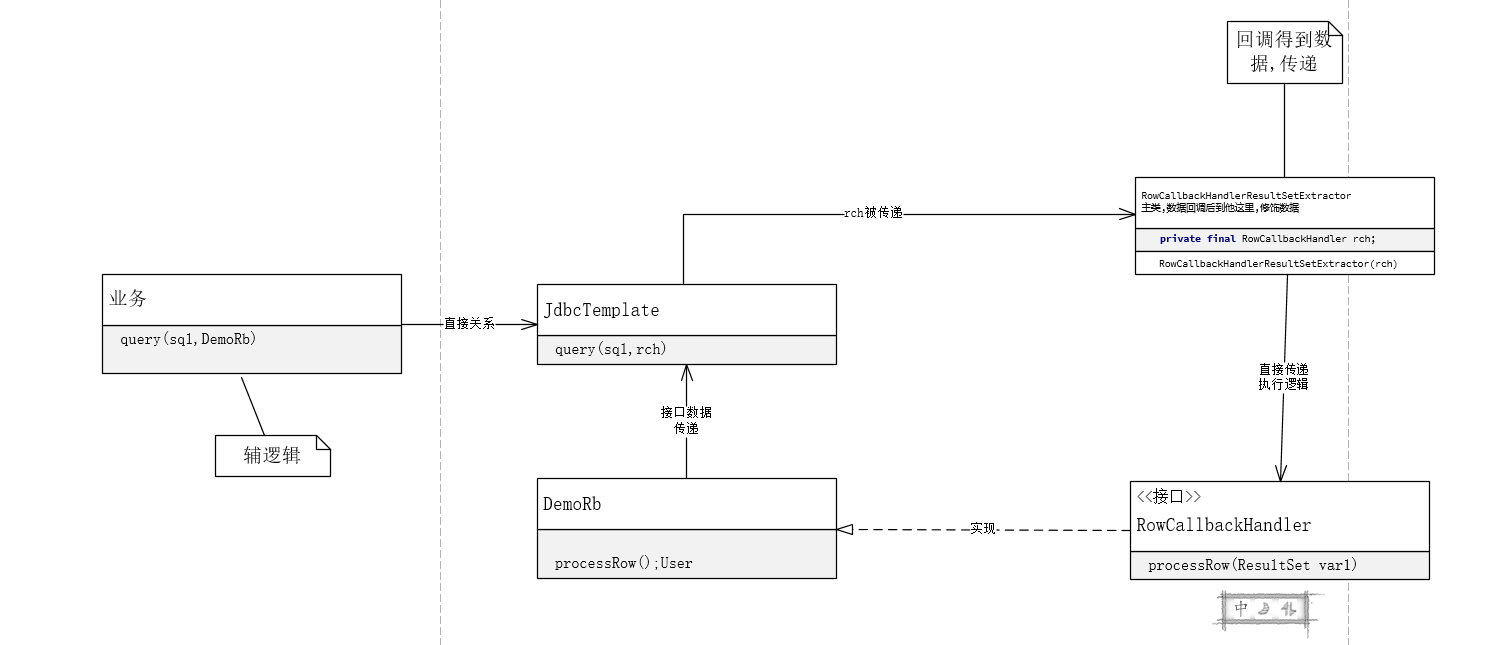 回调得到数
据,传递
RowCallbackHandlerResultSetExtractor
主类,数据回调后到他这里,修饰数据
private final RowCallbackHandler rch;
RowCallbackHandlerResultSetExtractor(rch)
rch被传递
业务
query(sql,DemoRb)
直接关系
JdbcTemplate
query(sql,rch)
辅逻辑
接口数据
传递
直接传递
执行逻辑
DemoRb
processRow();User
实现
<<接口>>
RowCallbackHandler
processRow(ResultSet var1)
中